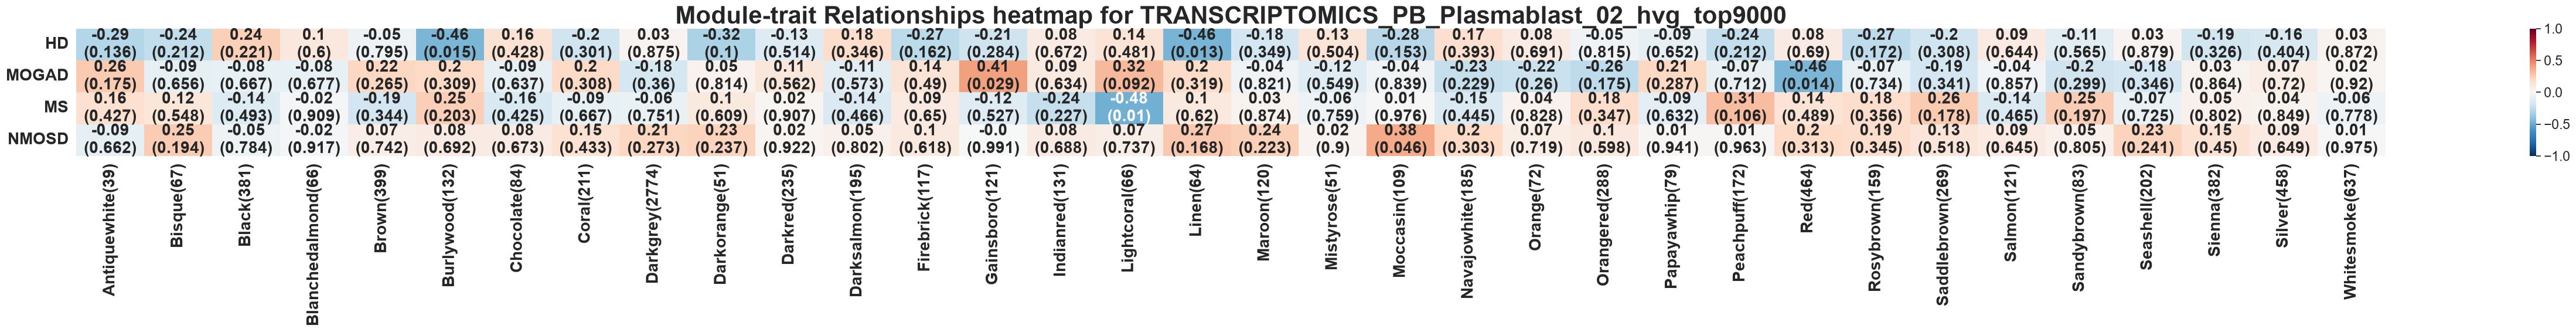 Module-trait Relationships heatmap for TRANSCRIPTOMICS_PB_Plasmablast_02_hvg_top9000
HD
-0.29 -0.24 0.24 0.1 -0.05 -0.46 0.16 -0.2 0.03 -0.32 -0.13 0.18 -0.27 -0.21 0.08 0.14 -0.46 -0.18 0.13 -0.28 0.17 0.08 -0.05 -0.09 -0.24 0.08 -0.27 -0.2 0.09 -0.11 0.03 -0.19 -0.16 0.03
(0.136) (0.212) (0.221) (0.6) (0.795) (0.015) (0.428) (0.301) (0.875) (0.1) (0.514) (0.346) (0.162) (0.284) (0.672) (0.481) (0.013) (0.349) (0.504) (0.153) (0.393) (0.691) (0.815) (0.652) (0.212) (0.69) (0.172) (0.308) (0.644) (0.565) (0.879) (0.326) (0.404) (0.872)
MOGAD
0.26 -0.09 -0.08 -0.08 0.22 0.2 -0.09 0.2 -0.18 0.05 0.11 -0.11 0.14 0.41 0.09 0.32 0.2 -0.04 -0.12 -0.04 -0.23 -0.22 -0.26 0.21 -0.07 -0.46 -0.07 -0.19 -0.04 -0.2 -0.18 0.03 0.07 0.02
(0.175) (0.656) (0.667) (0.677) (0.265) (0.309) (0.637) (0.308) (0.36) (0.814) (0.562) (0.573) (0.49) (0.029) (0.634) (0.092) (0.319) (0.821) (0.549) (0.839) (0.229) (0.26) (0.175) (0.287) (0.712) (0.014) (0.734) (0.341) (0.857) (0.299) (0.346) (0.864) (0.72) (0.92)
MS
0.16 0.12 -0.14 -0.02 -0.19 0.25 -0.16 -0.09 -0.06 0.1 0.02 -0.14 0.09 -0.12 -0.24 -0.48 0.1 0.03 -0.06 0.01 -0.15 0.04 0.18 -0.09 0.31 0.14 0.18 0.26 -0.14 0.25 -0.07 0.05 0.04 -0.06
(0.427) (0.548) (0.493) (0.909) (0.344) (0.203) (0.425) (0.667) (0.751) (0.609) (0.907) (0.466) (0.65) (0.527) (0.227) (0.01) (0.62) (0.874) (0.759) (0.976) (0.445) (0.828) (0.347) (0.632) (0.106) (0.489) (0.356) (0.178) (0.465) (0.197) (0.725) (0.802) (0.849) (0.778)
NMOSD
-0.09 0.25 -0.05 -0.02 0.07 0.08 0.08 0.15 0.21 0.23 0.02 0.05 0.1 -0.0 0.08 0.07 0.27 0.24 0.02 0.38 0.2 0.07 0.1 0.01 0.01 0.2 0.19 0.13 0.09 0.05 0.23 0.15 0.09 0.01
(0.662) (0.194) (0.784) (0.917) (0.742) (0.692) (0.673) (0.433) (0.273) (0.237) (0.922) (0.802) (0.618) (0.991) (0.688) (0.737) (0.168) (0.223) (0.9) (0.046) (0.303) (0.719) (0.598) (0.941) (0.963) (0.313) (0.345) (0.518) (0.645) (0.805) (0.241) (0.45) (0.649) (0.975)
Antiquewhite(39)
Bisque(67)
Black(381)
Blanchedalmond(66)
Brown(399)
Burlywood(132)
Chocolate(84)
Coral(211)
Darkgrey(274)
Darkorange(51)
Darkred(235)
Darksalmon(195)
Firebrick(117)
Gainsboro(121)
Indianred(131)
Lightcoral(66)
Linen(64)
Maroon(120)
Mistyrose(51)
Moccasin(109)
Navajowhite(185)
Orange(72)
Orangered(288)
Papayawhip(79)
Peachpuff(172)
Red(464)
Rosybrown(159)
Saddlebrown(269)
Salmon(121)
Sandybrown(83)
Seashell(202)
Sienna(382)
Silver(458)
Whitesmoke(637)
1.0
0.5
0.0
-0.5
-1.0